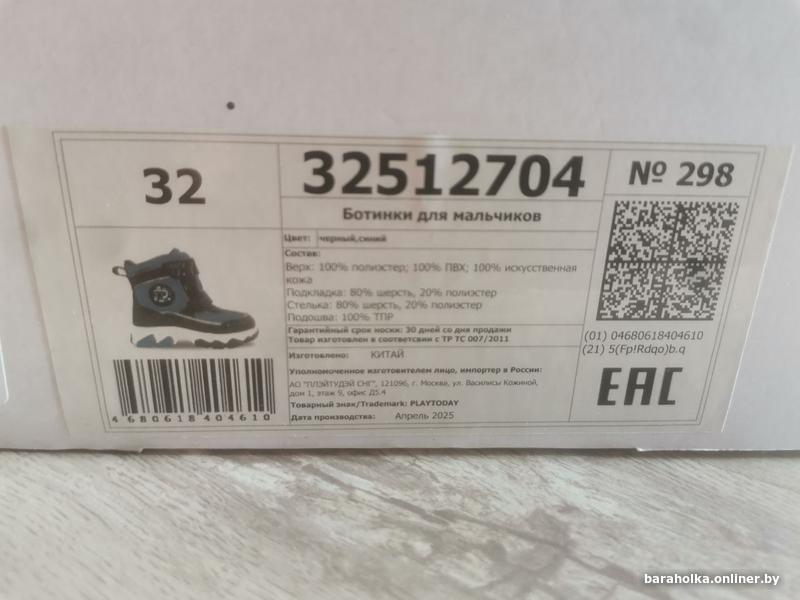 32
32512704
№ 298
Ботинки для мальчиков
Цвет: черный,синий
Состав:
Верх: 100% полиэстер; 100% ПВХ; 100% искусственная
кожа
Подкладка: 80% шерсть, 20% полиэстер
Стелька: 80% шерсть, 20% полиэстер
Подошва: 100% ТПР
Гарантийный срок носки: 30 дней со дня продажи
Товар изготовлен в соответствии с ТР ТС 007/2011
Изготовлено: КИТАЙ
Уполномоченное изготовителем лицо, импортер в России:
АО "ПЛЭЙТУДЭЙ СНГ", 121096, г. Москва, ул. Василисы Кожиной,
дом 1, этаж 9, офис Д5.4
Товарный знак/Trademark: PLAYTODAY
Дата производства: Апрель 2025
4 680618 404610
(01) 04680618404610
(21) 5(Fp!Rdqo)b.q
EAC
baraholka.onliner.by